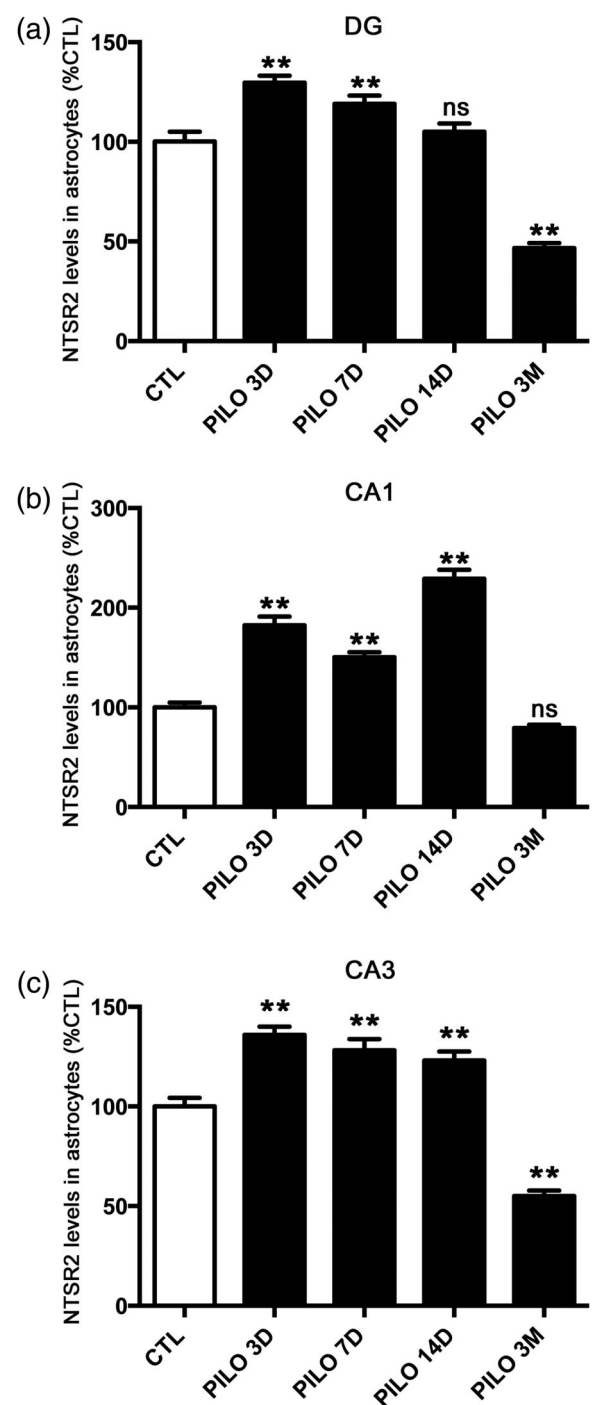 (a)
DG
NTSR2 levels in astrocytes (%CTL)
150
100
50
0
**
**
ns
**
CTL
PILO 3D
PILO 7D
PILO 14D
PILO 3M
(b)
CA1
NTSR2 levels in astrocytes (%CTL)
300
200
100
0
**
**
**
ns
CTL
PILO 3D
PILO 7D
PILO 14D
PILO 3M
(c)
CA3
NTSR2 levels in astrocytes (%CTL)
150
100
50
0
**
**
**
**
CTL
PILO 3D
PILO 7D
PILO 14D
PILO 3M